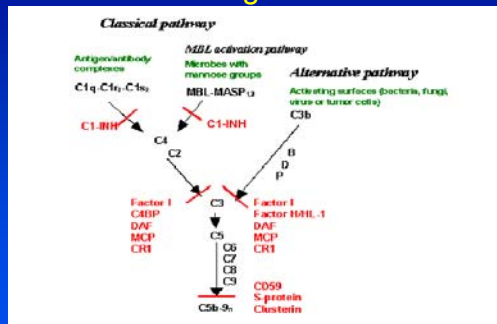 Classical pathway
MBL activation pathway
Antigen/antibody
complexes
Microbes with
mannose groups
Alternative pathway
C1q-C1r₂-C1s₂
MBL-MASP₁,₂
Activating surfaces (bacteria, fungi,
virus or tumor cells)
C3b
C1-INH
C1-INH
C4
C2
B
D
P
Factor I
C4BP
DAF
MCP
CR1
C3
Factor I
Factor H/HL-1
DAF
MCP
CR1
C5
C6
C7
C8
C9
C5b-9ₙ
CD59
S-protein
Clusterin